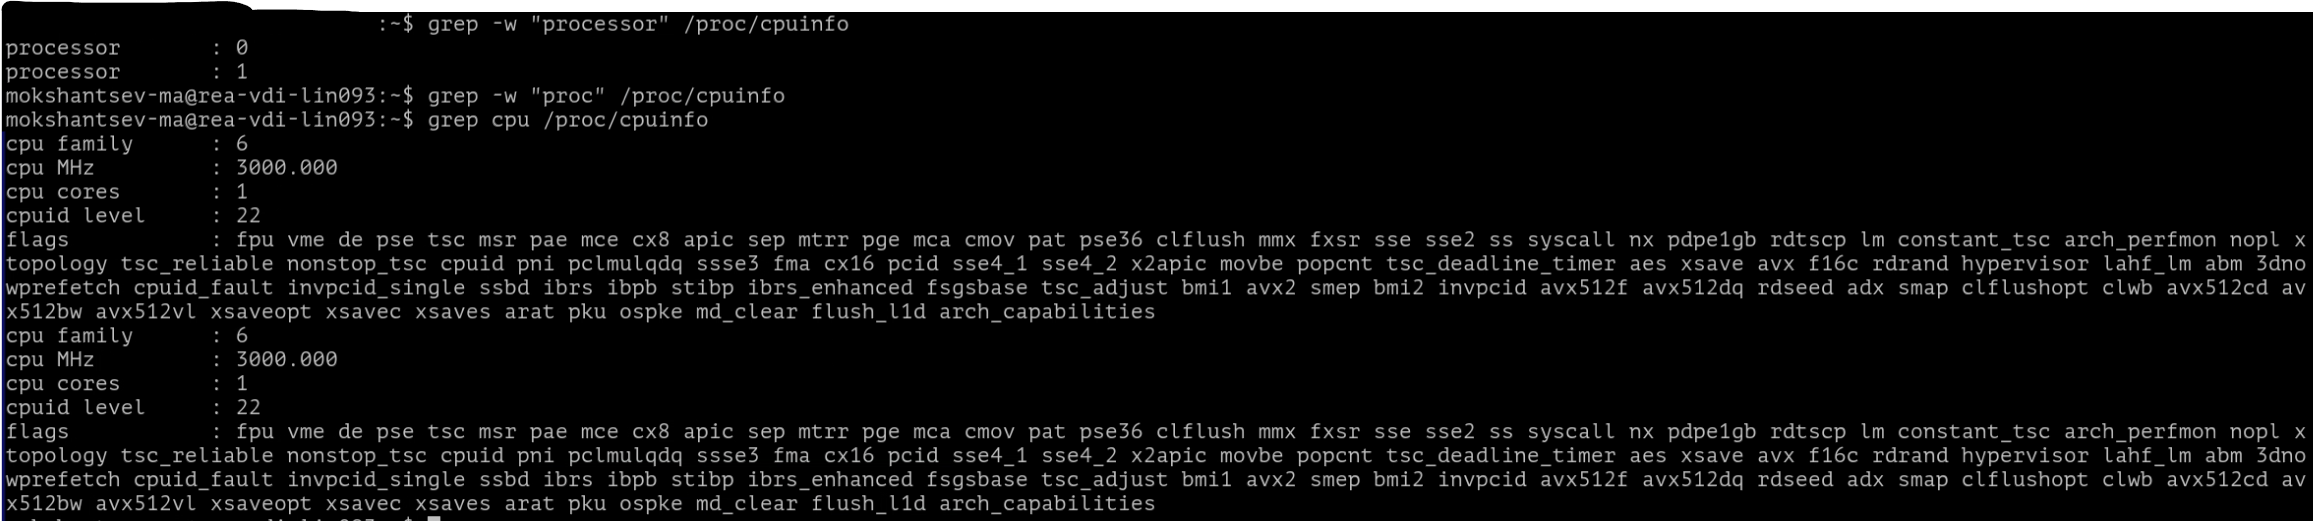 :~$ grep -w "processor" /proc/cpuinfo
processor       : 0
processor       : 1
mokshantsev-ma@rea-vdi-lin093:~$ grep -w "proc" /proc/cpuinfo
mokshantsev-ma@rea-vdi-lin093:~$ grep cpu /proc/cpuinfo
cpu family      : 6
cpu MHz         : 3000.000
cpu cores       : 1
cpuid level     : 22
flags           : fpu vme de pse tsc msr pae mce cx8 apic sep mtrr pge mca cmov pat pse36 clflush mmx fxsr sse sse2 ss syscall nx pdpe1gb rdtscp lm constant_tsc arch_perfmon nopl x
topology tsc_reliable nonstop_tsc cpuid pni pclmulqdq ssse3 fma cx16 pcid sse4_1 sse4_2 x2apic movbe popcnt tsc_deadline_timer aes xsave avx f16c rdrand hypervisor lahf_lm abm 3dno
wprefetch cpuid_fault invpcid_single ssbd ibrs ibpb stibp ibrs_enhanced fsgsbase tsc_adjust bmi1 avx2 smep bmi2 invpcid avx512f avx512dq rdseed adx smap clflushopt clwb avx512cd av
x512bw avx512vl xsaveopt xsavec xsaves arat pku ospke md_clear flush_l1d arch_capabilities
cpu family      : 6
cpu MHz         : 3000.000
cpu cores       : 1
cpuid level     : 22
flags           : fpu vme de pse tsc msr pae mce cx8 apic sep mtrr pge mca cmov pat pse36 clflush mmx fxsr sse sse2 ss syscall nx pdpe1gb rdtscp lm constant_tsc arch_perfmon nopl x
topology tsc_reliable nonstop_tsc cpuid pni pclmulqdq ssse3 fma cx16 pcid sse4_1 sse4_2 x2apic movbe popcnt tsc_deadline_timer aes xsave avx f16c rdrand hypervisor lahf_lm abm 3dno
wprefetch cpuid_fault invpcid_single ssbd ibrs ibpb stibp ibrs_enhanced fsgsbase tsc_adjust bmi1 avx2 smep bmi2 invpcid avx512f avx512dq rdseed adx smap clflushopt clwb avx512cd av
x512bw avx512vl xsaveopt xsavec xsaves arat pku ospke md_clear flush_l1d arch_capabilities